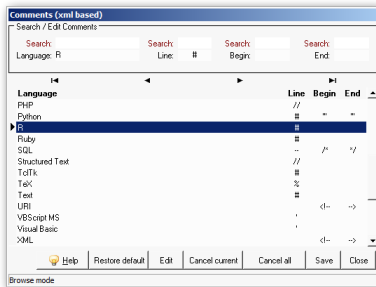 Comments (xml based)
Search / Edit Comments
Search: Search: Search: Search:
Language: R Line: # Begin: End:
Language Line Begin End
PHP //
Python # "' "'
R #
Ruby #
SQL -- /* */
Structured Text //
TclTk #
TeX %
Text #
URI <!-- -->
VBScript MS '
Visual Basic '
XML <!-- -->
Help Restore default Edit Cancel current Cancel all Save Close
Browse mode